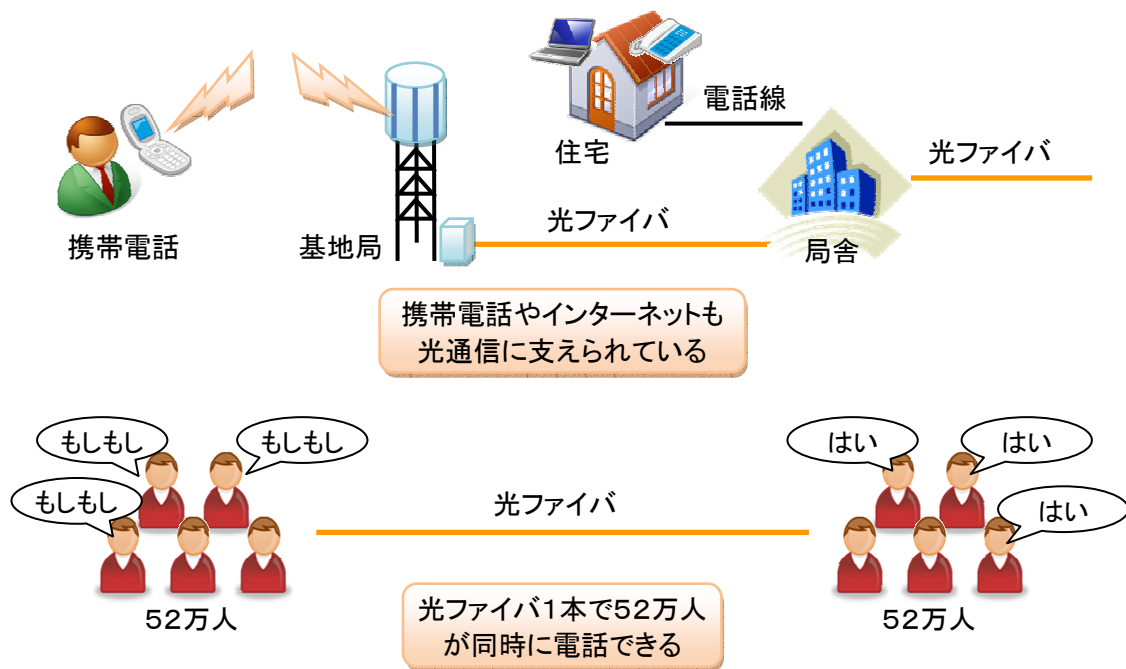 電話線
住宅
光ファイバ
光ファイバ
携帯電話
基地局
局舎
携帯電話やインターネットも
光通信に支えられている
もしもし
もしもし
もしもし
はい
はい
はい
光ファイバ
52万人
52万人
光ファイバ1本で52万人
が同時に電話できる